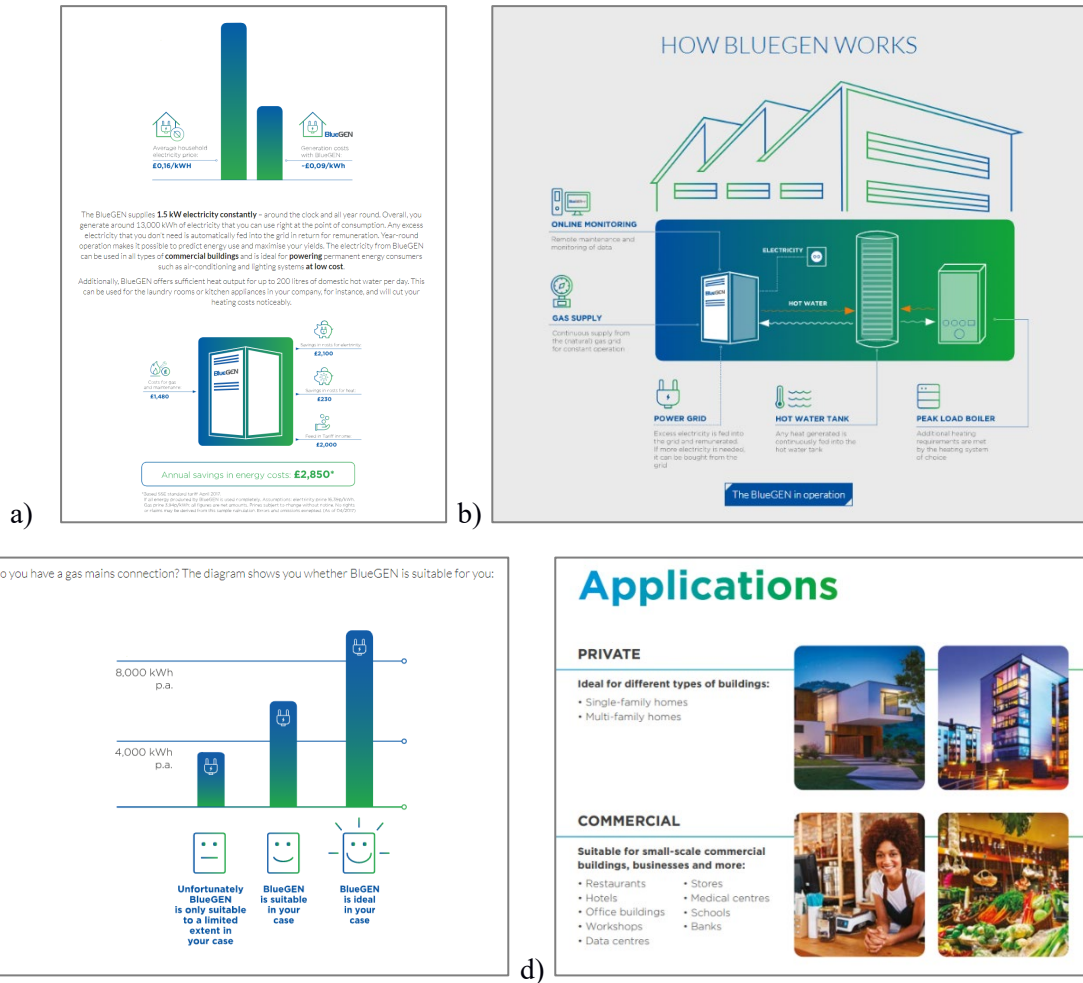 Average household
electricity price:
£0,16/kWH
BlueGEN
Generation costs
with BlueGEN:
~£0,09/kWh
The BlueGEN supplies 1.5 kW electricity constantly – around the clock and all year round. Overall, you
generate around 13,000 kWh of electricity that you can use right at the point of consumption. Any excess
electricity that you don't need is automatically fed into the grid in return for remuneration. Year-round
operation makes it possible to predict energy use and maximise your yields. The electricity from BlueGEN
can be used in all types of commercial buildings and is ideal for powering permanent energy consumers
such as air-conditioning and lighting systems at low cost.
Additionally, BlueGEN offers sufficient heat output for up to 200 litres of domestic hot water per day. This
can be used for the laundry rooms or kitchen appliances in your company, for instance, and will cut your
heating costs noticeably.
Costs for gas
and maintenance:
£1,480
BlueGEN
Savings in costs for electricity:
£2,100
Savings in costs for heat:
£230
Feed in Tariff income:
£2,000
Annual savings in energy costs: £2,850*
a)
HOW BLUEGEN WORKS
ONLINE MONITORING
Remote maintenance and
monitoring of data
GAS SUPPLY
Continuous supply from
the (natural) gas grid
for constant operation
ELECTRICITY
BlueGEN
HOT WATER
POWER GRID
Excess electricity is fed into
the grid and remunerated.
If more electricity is needed,
it can be bought from the
grid
HOT WATER TANK
Any heat generated is
continuously fed into the
hot water tank
PEAK LOAD BOILER
Additional heating
requirements are met
by the heating system
of choice
The BlueGEN in operation
b)
o you have a gas mains connection? The diagram shows you whether BlueGEN is suitable for you:
8,000 kWh
p.a.
4,000 kWh
p.a.
Unfortunately
BlueGEN
is only suitable
to a limited
extent in
your case
BlueGEN
is suitable
in your
case
BlueGEN
is ideal
in your
case
d)
Applications
PRIVATE
Ideal for different types of buildings:
• Single-family homes
• Multi-family homes
COMMERCIAL
Suitable for small-scale commercial
buildings, businesses and more:
• Restaurants
• Hotels
• Office buildings
• Workshops
• Data centres
• Stores
• Medical centres
• Schools
• Banks